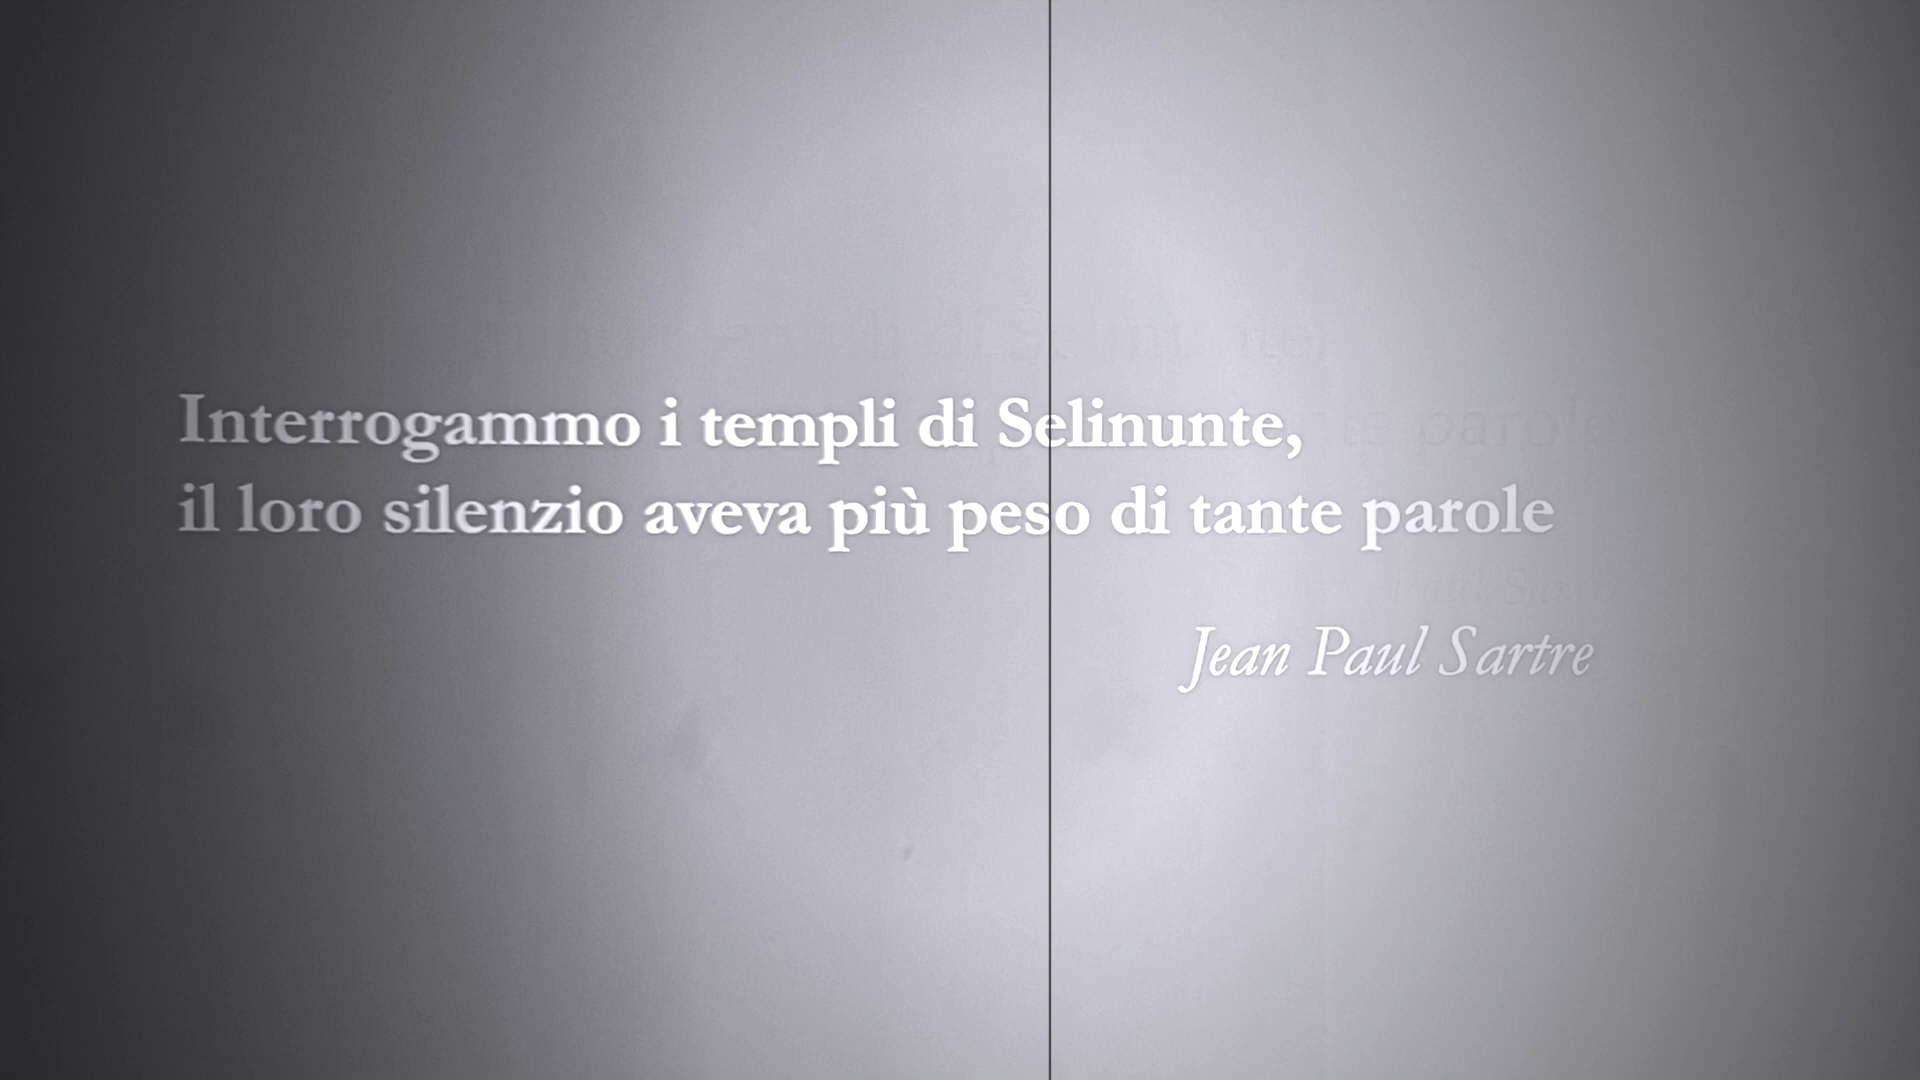 Interrogammo i templi di Selinunte,
il loro silenzio aveva più peso di tante parole
Jean Paul Sartre